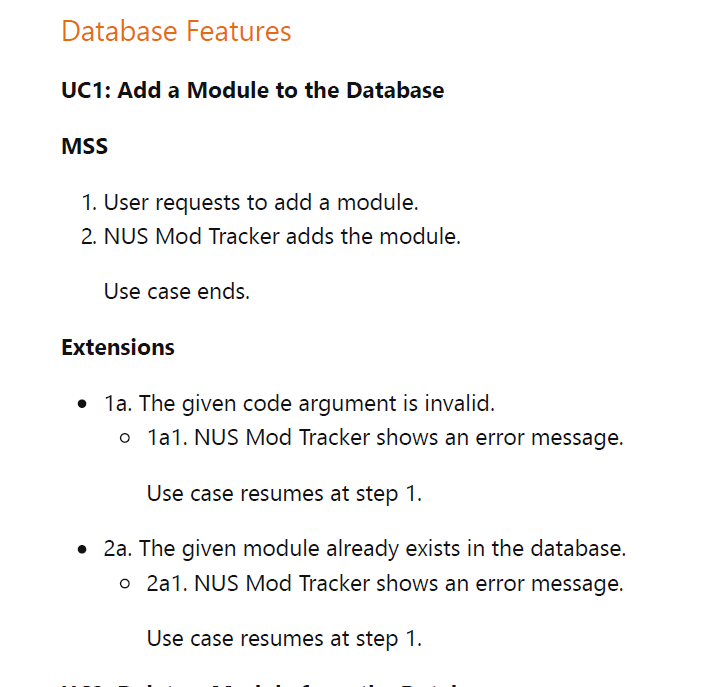 Database Features
UC1: Add a Module to the Database
MSS
1. User requests to add a module.
2. NUS Mod Tracker adds the module.
Use case ends.
Extensions
• 1a. The given code argument is invalid.
○ 1a1. NUS Mod Tracker shows an error message.
Use case resumes at step 1.
• 2a. The given module already exists in the database.
○ 2a1. NUS Mod Tracker shows an error message.
Use case resumes at step 1.